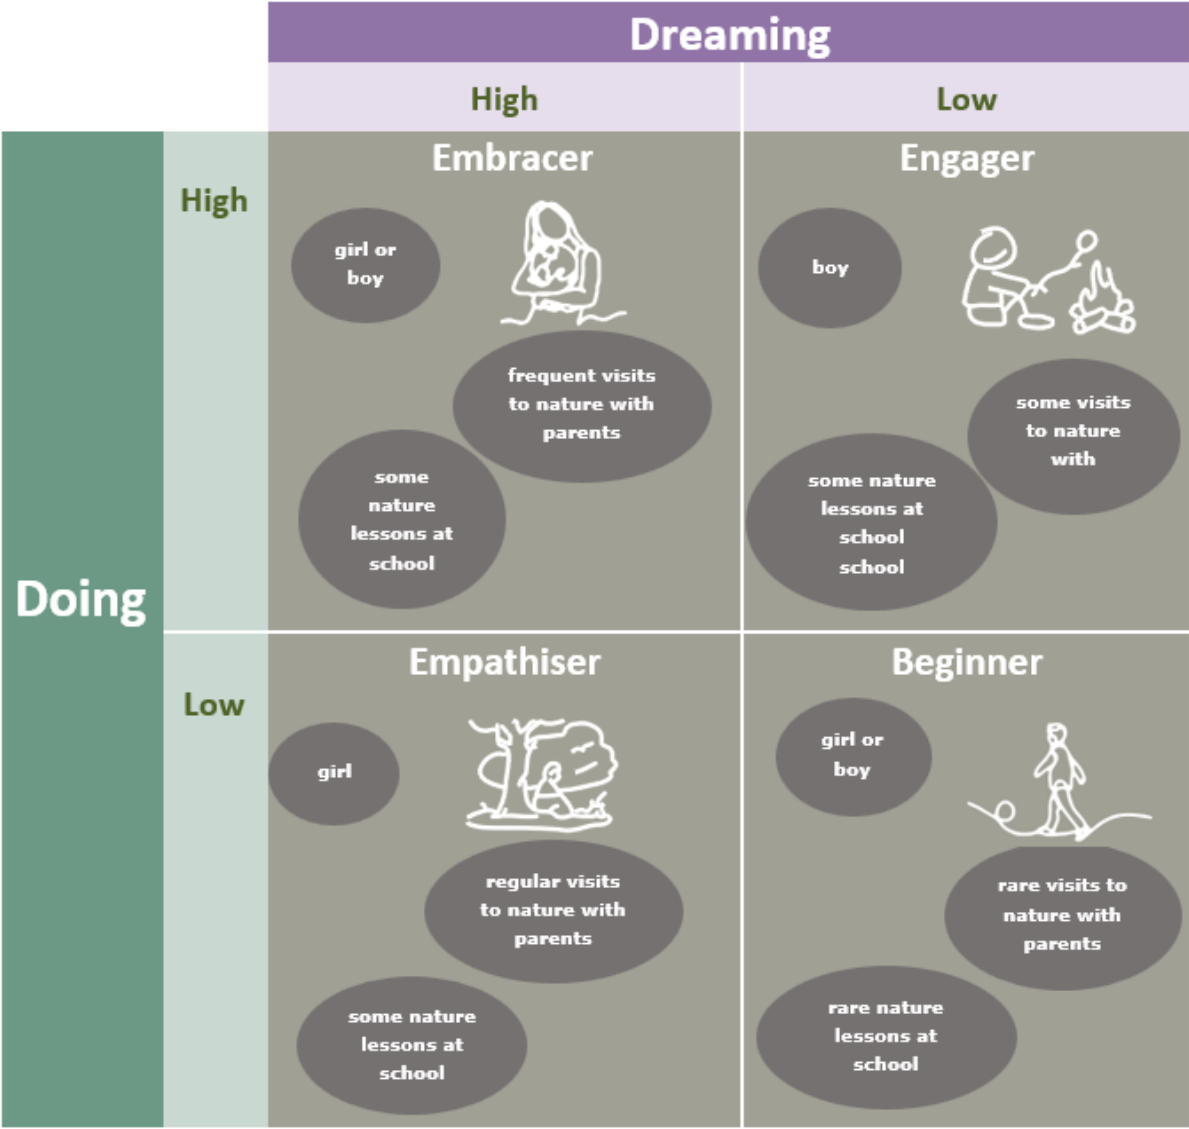 Dreaming
High
Low
Doing
High
Embracer
girl or
boy
frequent visits
to nature with
parents
some
nature
lessons at
school
Engager
boy
some visits
to nature
with
some nature
lessons at
school
school
Low
Empathiser
girl
regular visits
to nature with
parents
some nature
lessons at
school
Beginner
girl or
boy
rare visits to
nature with
parents
rare nature
lessons at
school